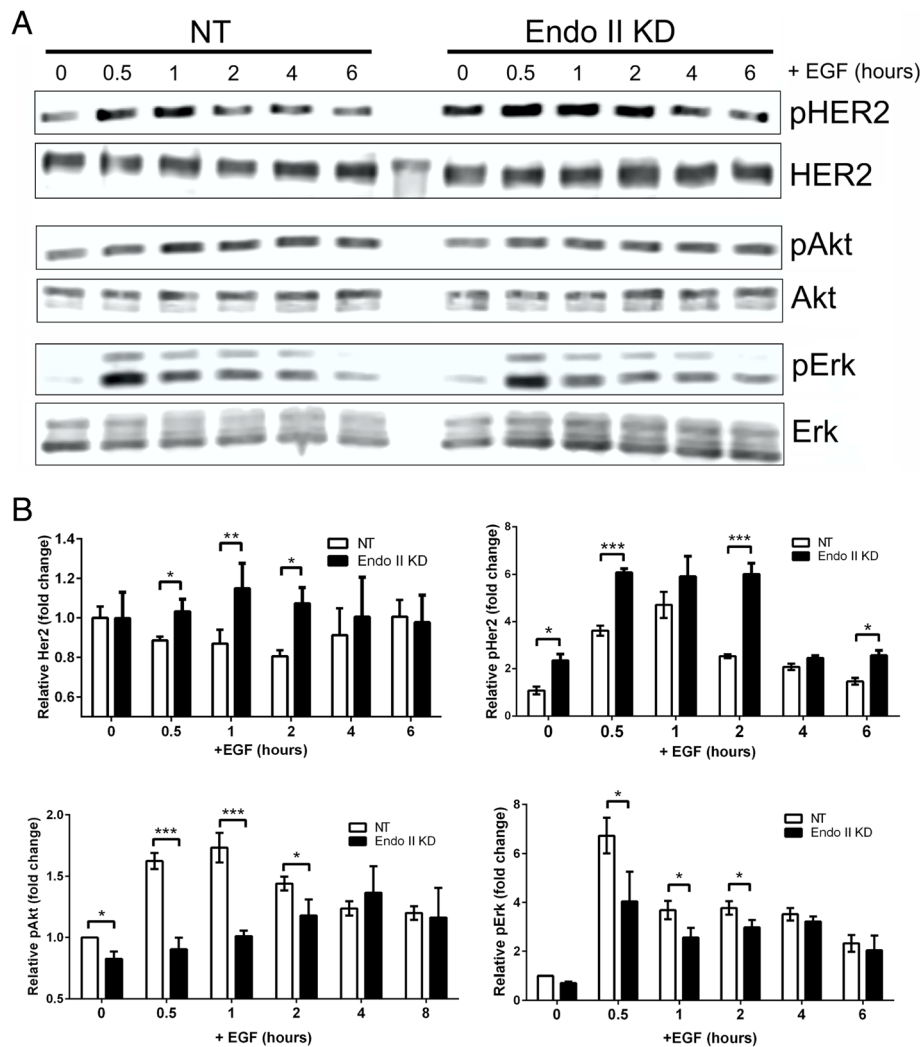 A
NT Endo II KD
0 0.5 1 2 4 6 0 0.5 1 2 4 6 + EGF (hours)
pHER2
HER2
pAkt
Akt
pErk
Erk
B
Relative Her2 (fold change)
1.4
1.2
1.0
0.8
0.6
* ** *
NT
Endo II KD
0 0.5 1 2 4 6
+EGF (hours)
Relative pHer2 (fold change)
8
6
4
2
0
* *** *** *
NT
Endo II KD
0 0.5 1 2 4 6
+ EGF (hours)
Relative pAkt (fold change)
2.0
1.5
1.0
0.5
* *** *** *
NT
Endo II KD
0 0.5 1 2 4 8
+ EGF (hours)
Relative pErk (fold change)
8
6
4
2
0
* * *
NT
Endo II KD
0 0.5 1 2 4 6
+EGF (hours)